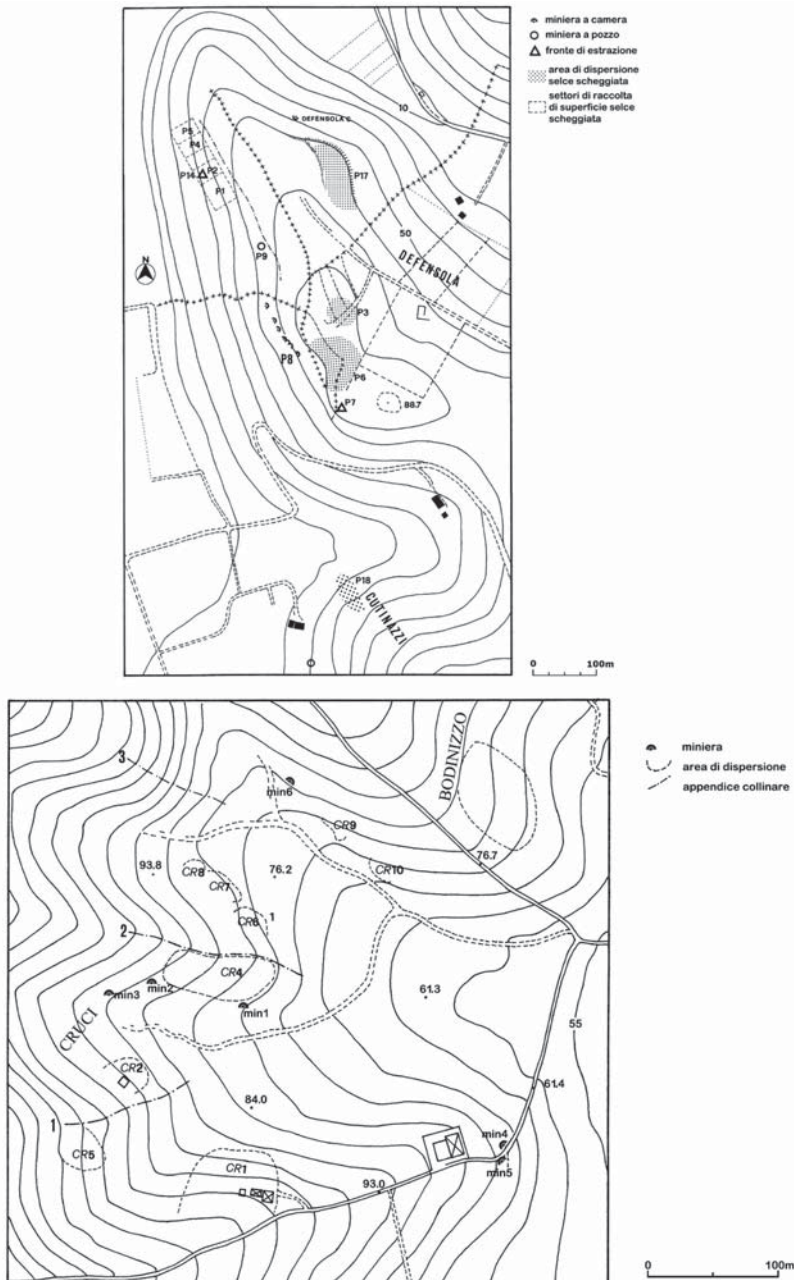 miniera a camera
miniera a pozzo
fronte di estrazione
area di dispersione
selce scheggiata
settori di raccolta
di superficie selce
scheggiata
10
DEFENSOLA C.
P5
P4
P2
P14
P1
P17
50
DEFENSOLA
P9
N
P3
P8
P6
P7
88.7
P18
CUTINAZZI
0 100m
miniera
area di dispersione
appendice collinare
3
BODINIZZO
min6
CR9
76.7
93.8
CR8
76.2
CR10
CR7
CR6
1
2
CR4
min3
min2
min1
61.3
CRUCI
55
CR2
61.4
84.0
1
min4
CR5
CR1
min5
93.0
0 100m